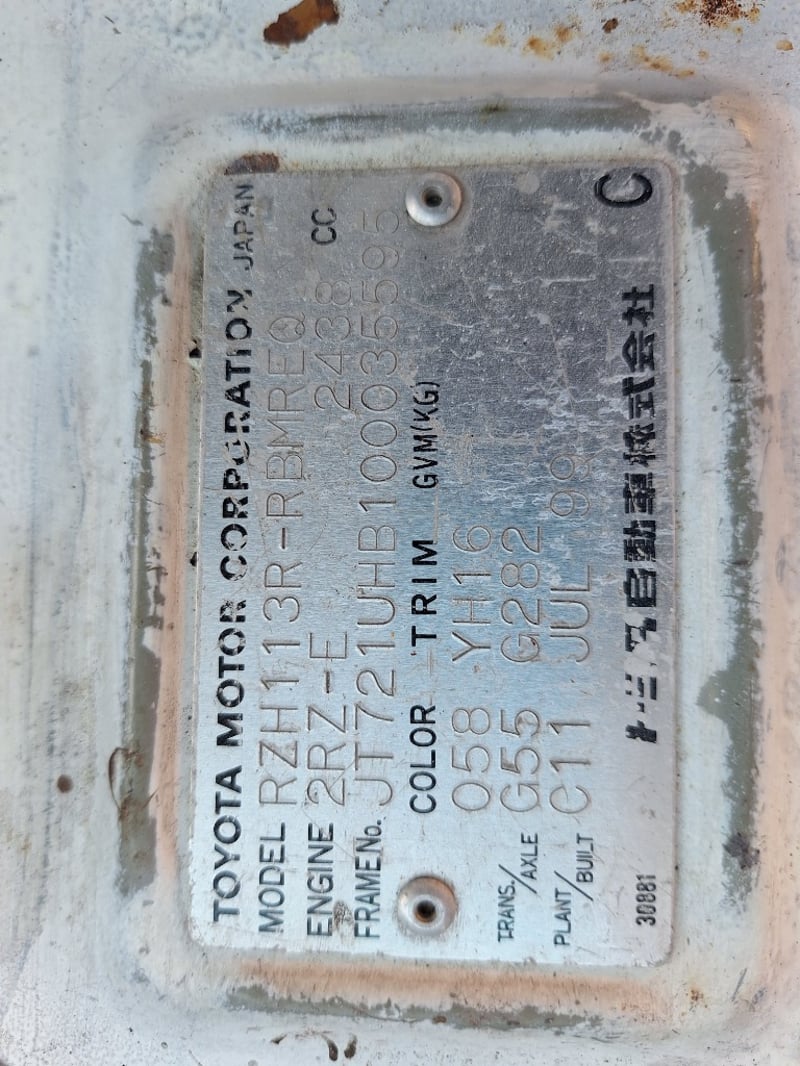 TOYOTA MOTOR CORPORATION JAPAN
MODEL RZH113R-RBMREQ
ENGINE 2RZ-E 2438 CC
FRAME No. JT721UHB100035595
COLOR TRIM GVM(KG)
058 YH16
TRANS./AXLE G55 G282
PLANT/BUILT C11 JUL 99
30881 トヨタ自動車株式会社 C